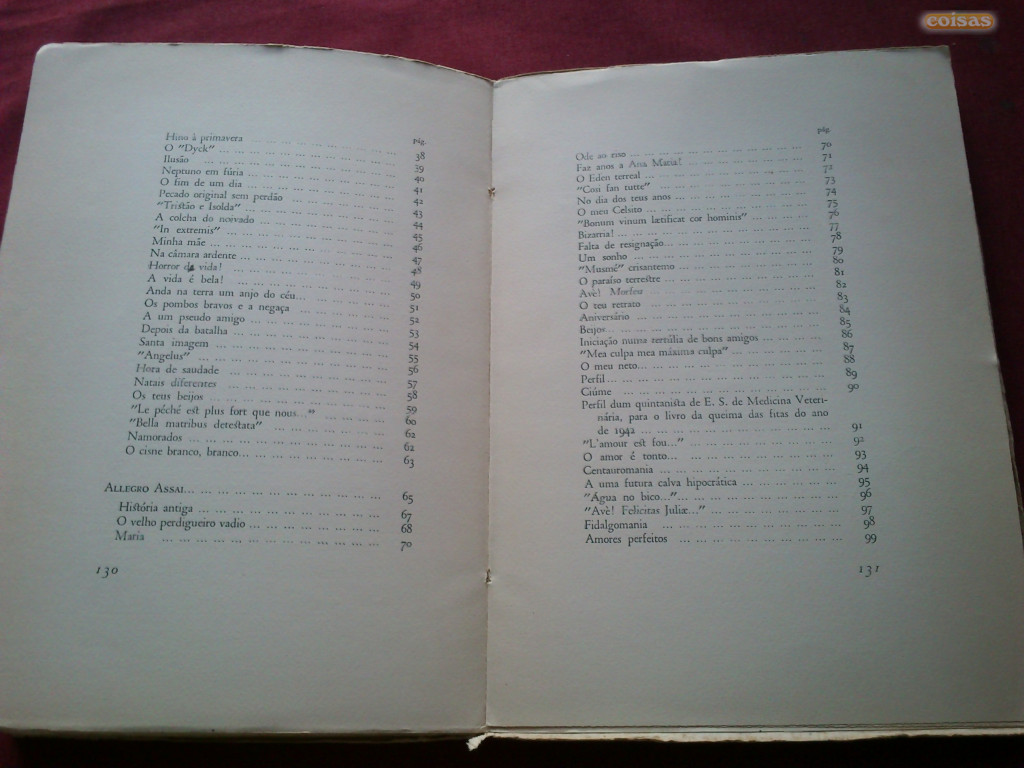 coisas
pág.
Hino à primavera ... ... ... ... ... ... ... ... 38
O "Dyck" ... ... ... ... ... ... ... ... ... 39
Ilusão ... ... ... ... ... ... ... ... ... ... 40
Neptuno em fúria ... ... ... ... ... ... ... 41
O fim de um dia ... ... ... ... ... ... ... 42
Pecado original sem perdão ... ... ... ... ... 43
"Tristão e Isolda" ... ... ... ... ... ... ... 44
A colcha do noivado ... ... ... ... ... ... ... 45
"In extremis" ... ... ... ... ... ... ... ... 46
Minha mãe ... ... ... ... ... ... ... ... ... 47
Na câmara ardente ... ... ... ... ... ... ... 48
Horror da vida! ... ... ... ... ... ... ... ... 49
A vida é bela! ... ... ... ... ... ... ... ... 50
Anda na terra um anjo do céu... ... ... ... ... 51
Os pombos bravos e a negaça ... ... ... ... ... 52
A um pseudo amigo ... ... ... ... ... ... ... 53
Depois da batalha ... ... ... ... ... ... ... 54
Santa imagem ... ... ... ... ... ... ... ... 55
"Angelus" ... ... ... ... ... ... ... ... ... 56
Hora de saudade ... ... ... ... ... ... ... ... 57
Natais diferentes ... ... ... ... ... ... ... 58
Os teus beijos ... ... ... ... ... ... ... ... 59
"Le péché est plus fort que nous..." ... ... ... 60
"Bella matribus detestata" ... ... ... ... ... 62
Namorados ... ... ... ... ... ... ... ... ... 62
O cisne branco, branco... ... ... ... ... ... 63
ALLEGRO ASSAI... ... ... ... ... ... ... ... ... 65
História antiga ... ... ... ... ... ... ... ... 67
O velho perdigueiro vadio ... ... ... ... ... ... 68
Maria ... ... ... ... ... ... ... ... ... ... 70
130
pág.
Ode ao riso ... ... ... ... ... ... ... ... 70
Faz anos a Ana Maria! ... ... ... ... ... ... 71
O Eden terreal ... ... ... ... ... ... ... ... 72
"Cosi fan tutte" ... ... ... ... ... ... ... 73
No dia dos teus anos ... ... ... ... ... ... 74
O meu Celsito ... ... ... ... ... ... ... ... 75
"Bonum vinum lætificat cor hominis" ... ... ... 76
Bizarria! ... ... ... ... ... ... ... ... ... 77
Falta de resignação... ... ... ... ... ... ... 78
Um sonho ... ... ... ... ... ... ... ... ... 79
"Musmé" crisantemo ... ... ... ... ... ... ... 80
O paraíso terrestre ... ... ... ... ... ... ... 81
Avè! Morfeu ... ... ... ... ... ... ... ... 82
O teu retrato ... ... ... ... ... ... ... ... 83
Aniversário ... ... ... ... ... ... ... ... ... 84
Beijos... ... ... ... ... ... ... ... ... ... 85
Iniciação numa tertúlia de bons amigos ... ... ... 86
"Mea culpa mea máxima culpa" ... ... ... ... ... 87
O meu neto... ... ... ... ... ... ... ... ... 88
Perfil... ... ... ... ... ... ... ... ... ... 89
Ciúme ... ... ... ... ... ... ... ... ... ... 90
Perfil dum quintanista de E. S. de Medicina Veteri-
nária, para o livro da queima das fitas do ano
de 1942 ... ... ... ... ... ... ... ... ... 91
"L'amour est fou..." ... ... ... ... ... ... ... 92
O amor é tonto... ... ... ... ... ... ... ... 93
Centauromania ... ... ... ... ... ... ... ... 94
A uma futura calva hipocrática ... ... ... ... ... 95
"Água no bico..." ... ... ... ... ... ... ... 96
"Avè! Felicitas Juliæ..." ... ... ... ... ... ... 97
Fidalgomania ... ... ... ... ... ... ... ... 98
Amores perfeitos ... ... ... ... ... ... ... ... 99
131